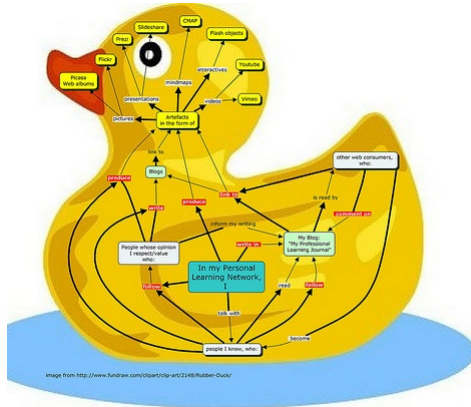 CMAP
Slideshare
Flash objects
Prezi
Flickr
Youtube
Picasa
Web albums
mindmaps
interactives
presentations
videos
Vimeo
pictures
Artefacts
in the form of
link to
other web consumers,
who:
Blogs
produce
link to
produce
is read by
write
comment on
inform my writing
My Blog:
"My Professional
Learning Journal"
People whose opinion
I respect/value
who:
write in
In my Personal
Learning Network,
I
follow
read
follow
talk with
become
people I know, who:
image from http://www.fundraw.com/clipart/clip-art/2148/Rubber-Duck/